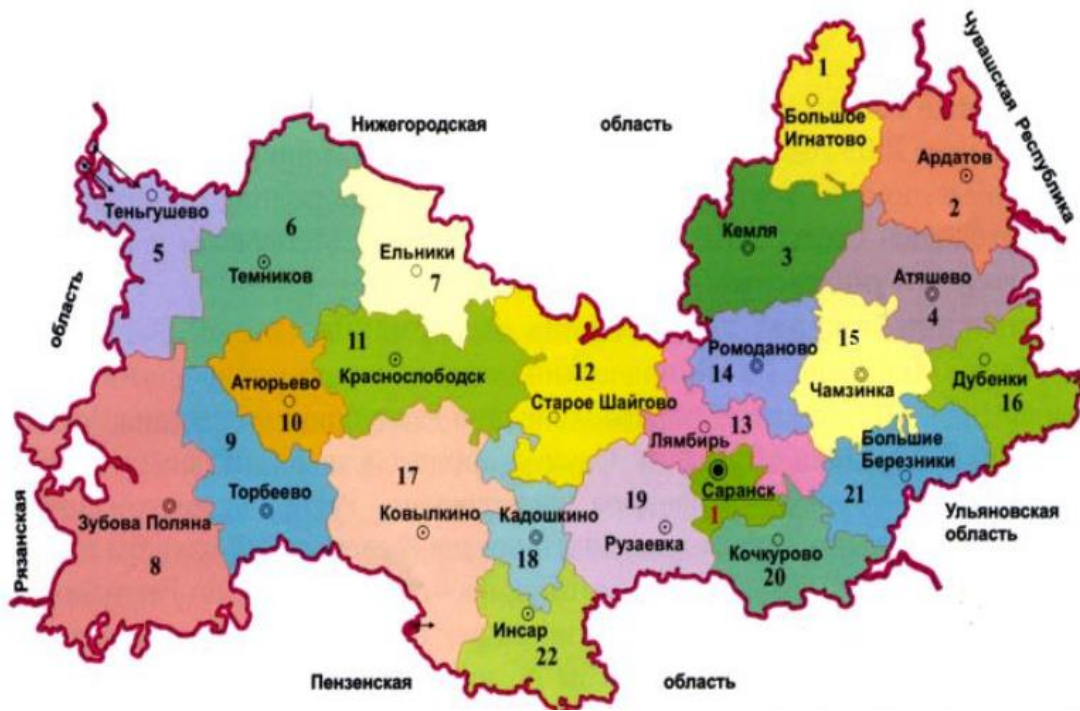 1
Большое
Игнатово
Чувашская Республика
Нижегородская область
Ардатов
2
Теньгушево
5
6
Темников
Ельники
7
Кемля
3
Атяшево
4
область
11
Краснослободск
12
Старое Шайгово
Ромоданово
14
15
Чамзинка
Дубенки
16
Атюрьево
10
9
Торбеево
13
Лямбирь
Большие
Березники
21
17
Ковылкино
Кадошкино
18
19
Рузаевка
Саранск
1
Рязанская
Зубова Поляна
8
Кочкурово
20
Ульяновская
область
Инсар
22
Пензенская область